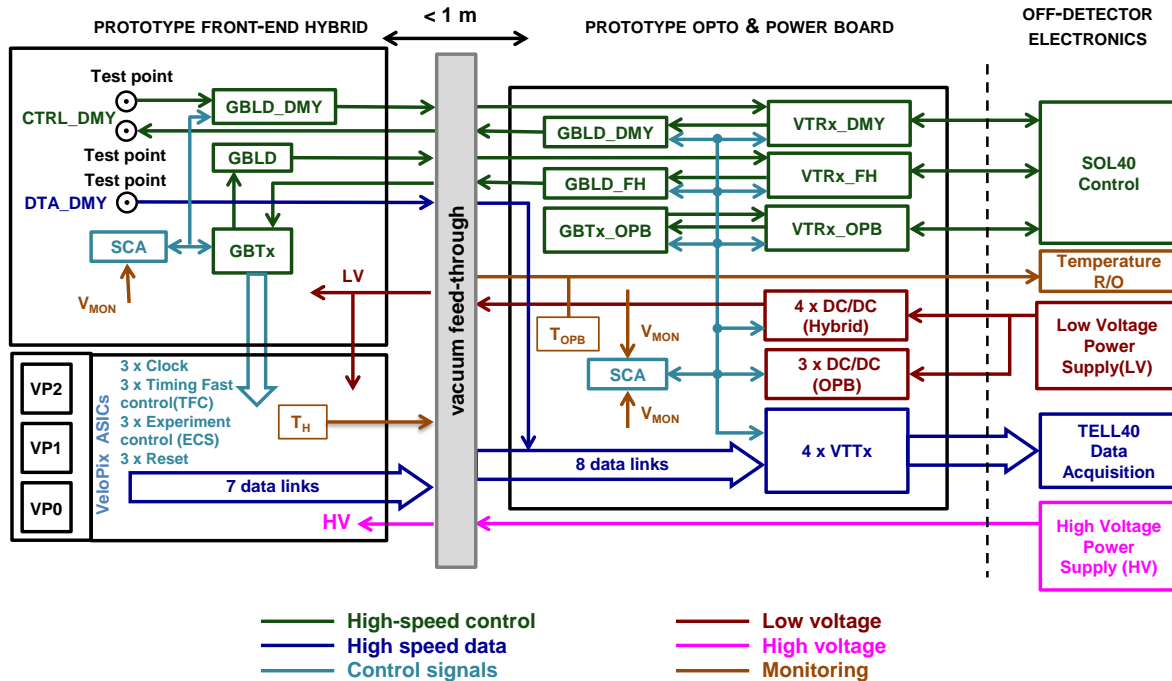 PROTOTYPE FRONT-END HYBRID
< 1 m
PROTOTYPE OPTO & POWER BOARD
OFF-DETECTOR
ELECTRONICS
Test point
CTRL_DMY
Test point
Test point
DTA_DMY
GBLD_DMY
GBLD
GBTx
SCA
VMON
LV
VP2
VP1
VP0
VeloPix ASICs
3 x Clock
3 x Timing Fast
control(TFC)
3 x Experiment
control (ECS)
3 x Reset
TH
7 data links
HV
vacuum feed-through
GBLD_DMY
GBLD_FH
GBTx_OPB
VTRx_DMY
VTRx_FH
VTRx_OPB
TOPB
VMON
SCA
VMON
4 x DC/DC
(Hybrid)
3 x DC/DC
(OPB)
8 data links
4 x VTTx
SOL40
Control
Temperature
R/O
Low Voltage
Power
Supply(LV)
TELL40
Data
Acquisition
High Voltage
Power
Supply (HV)
High-speed control
High speed data
Control signals
Low voltage
High voltage
Monitoring